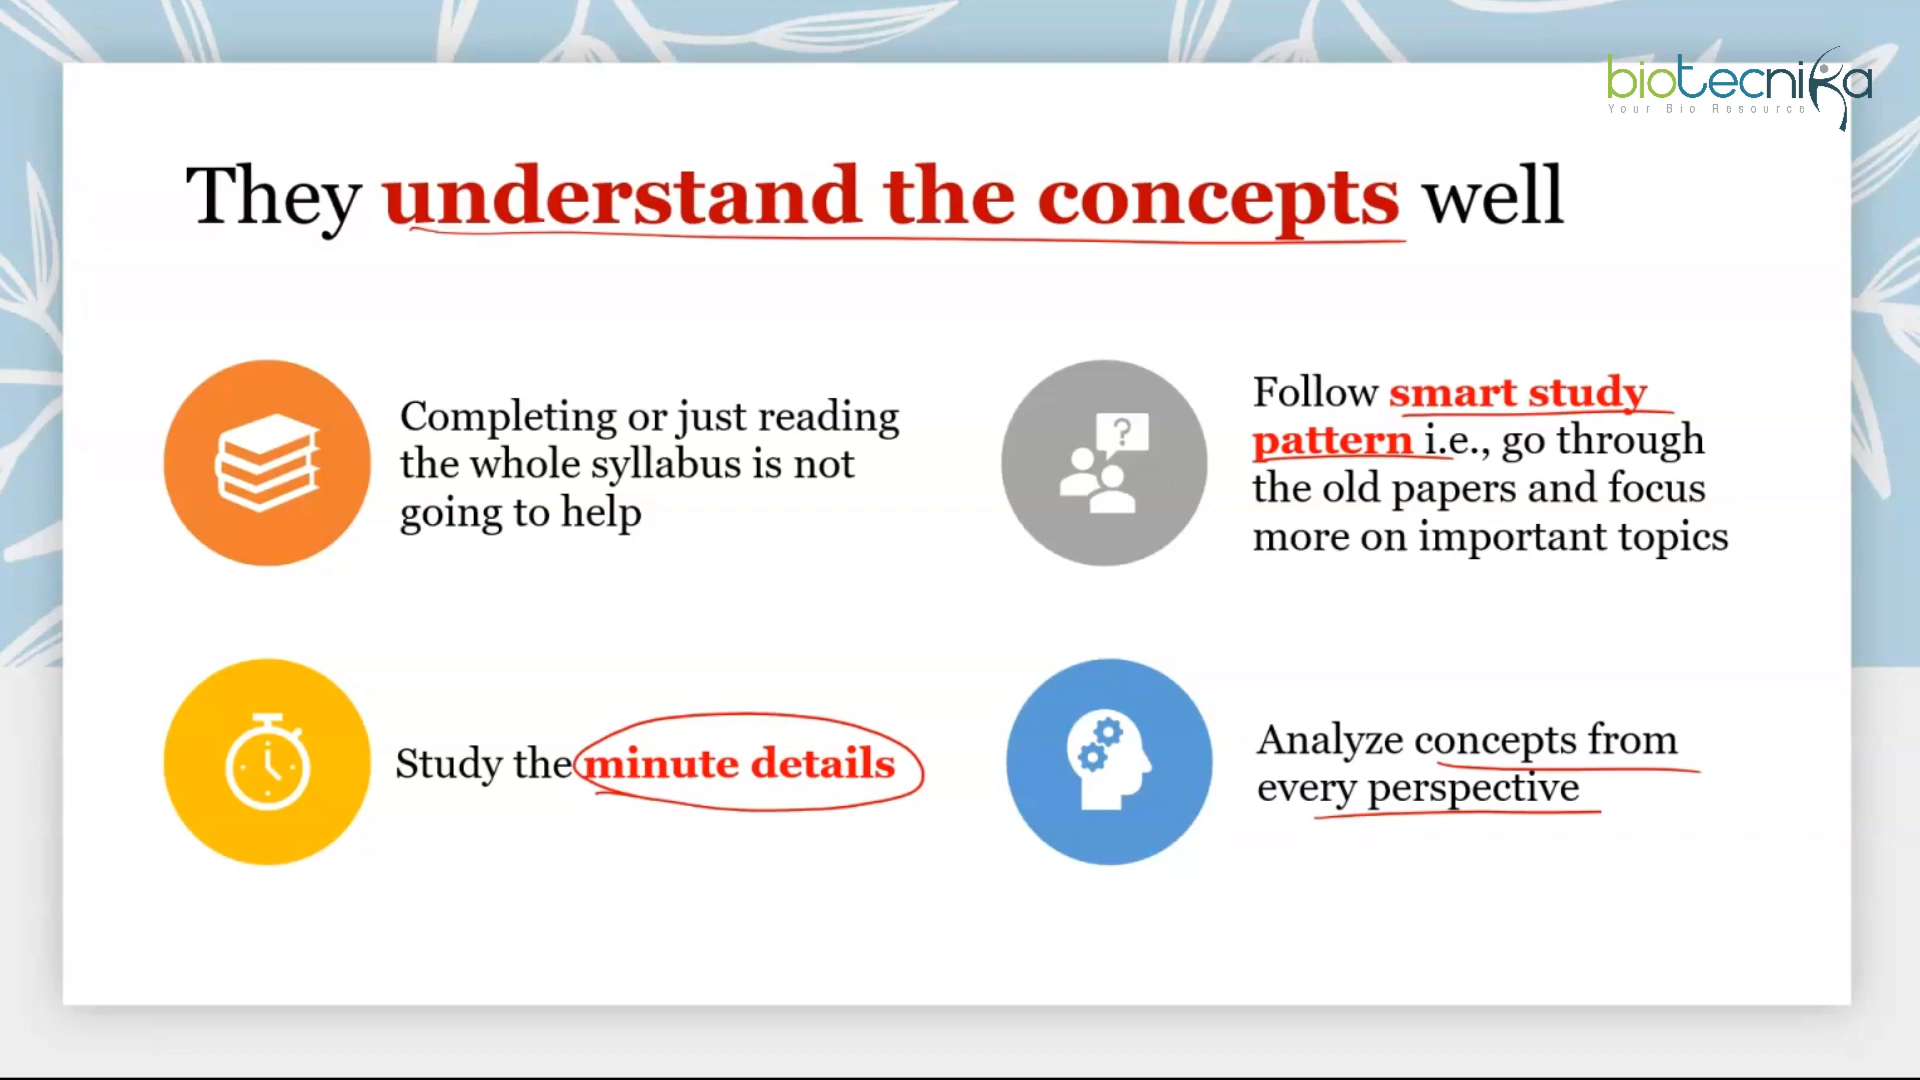 biotecnika
Your Bio Resource
They understand the concepts well
Completing or just reading
the whole syllabus is not
going to help
?
Follow smart study
pattern i.e., go through
the old papers and focus
more on important topics
Study the minute details
Analyze concepts from
every perspective